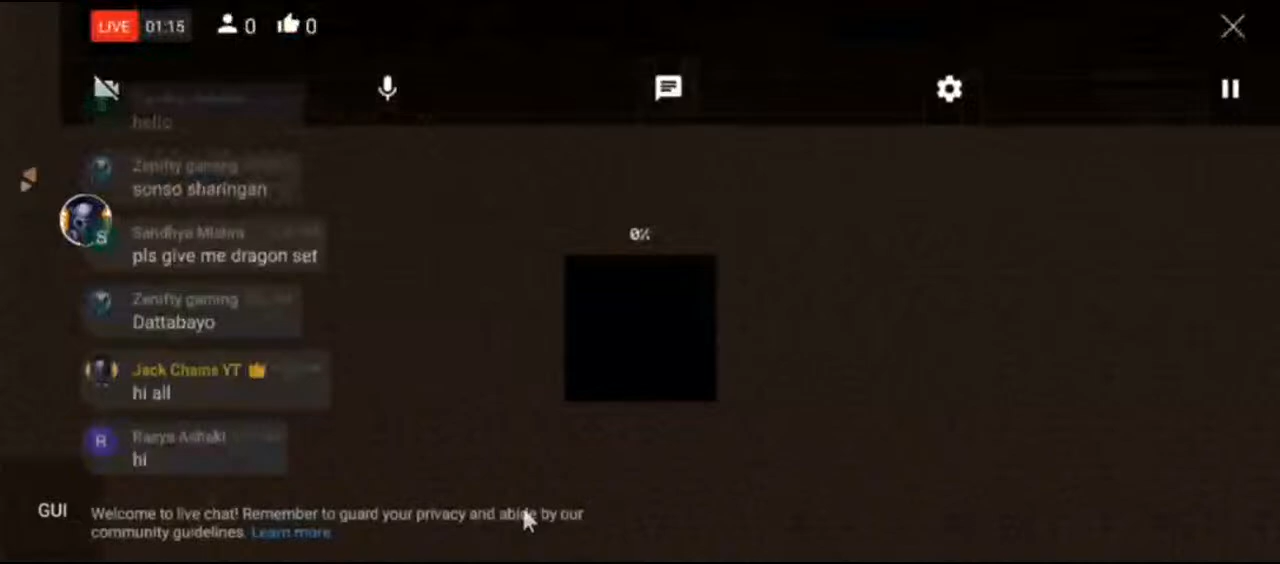 LIVE 01:15 0 0
hello
Zenifty gaming
sonso sharingan
Sandhya Mishra
pls give me dragon set
0%
Zenifty gaming
Dattabayo
Jack Chams YT
hi all
R
hi
GUI
Welcome to live chat! Remember to guard your privacy and abide by our
community guidelines. Learn more